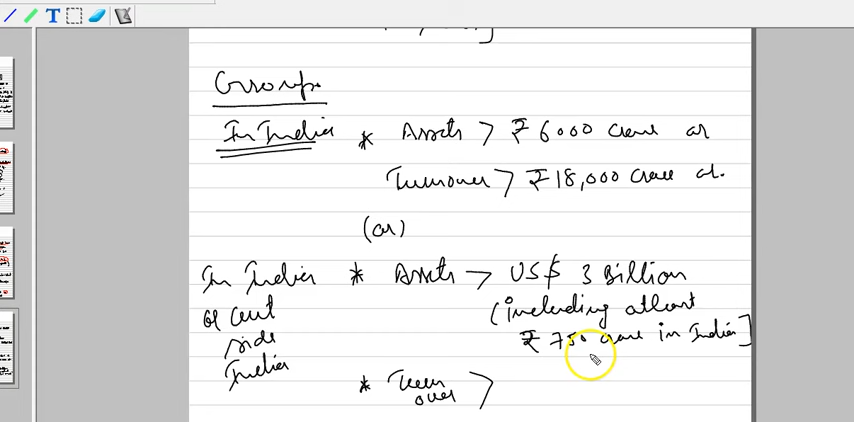 Group
In India * Assets > ₹ 6000 crore or
Turnover > ₹ 18,000 crore or.
(or)
In India * Assets > US$ 3 Billion
or out (including atleast
side ₹ 750 crore in India]
India
* Turn
over >